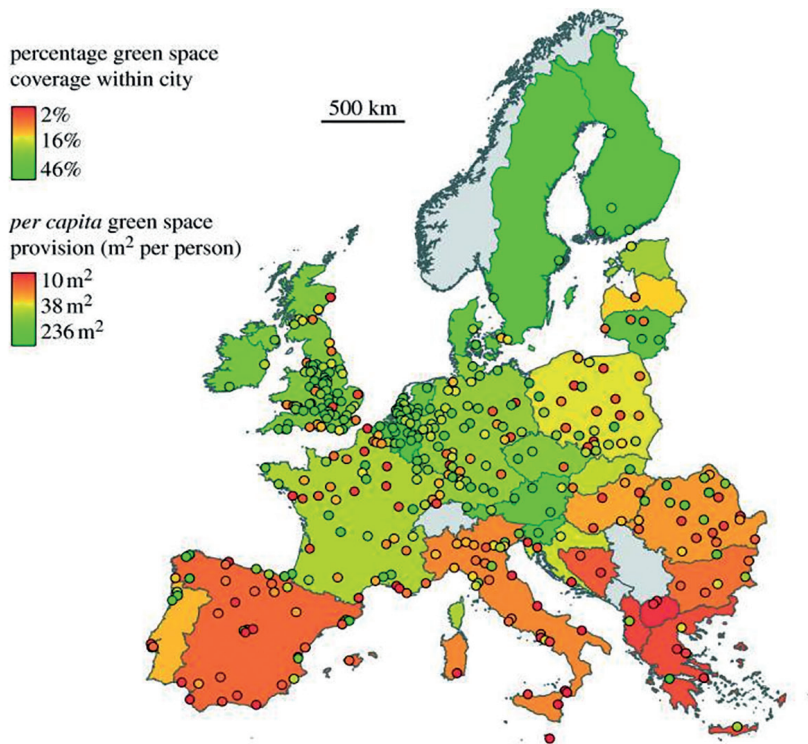 percentage green space
coverage within city
2%
16%
46%
500 km
per capita green space
provision (m² per person)
10 m²
38 m²
236 m²